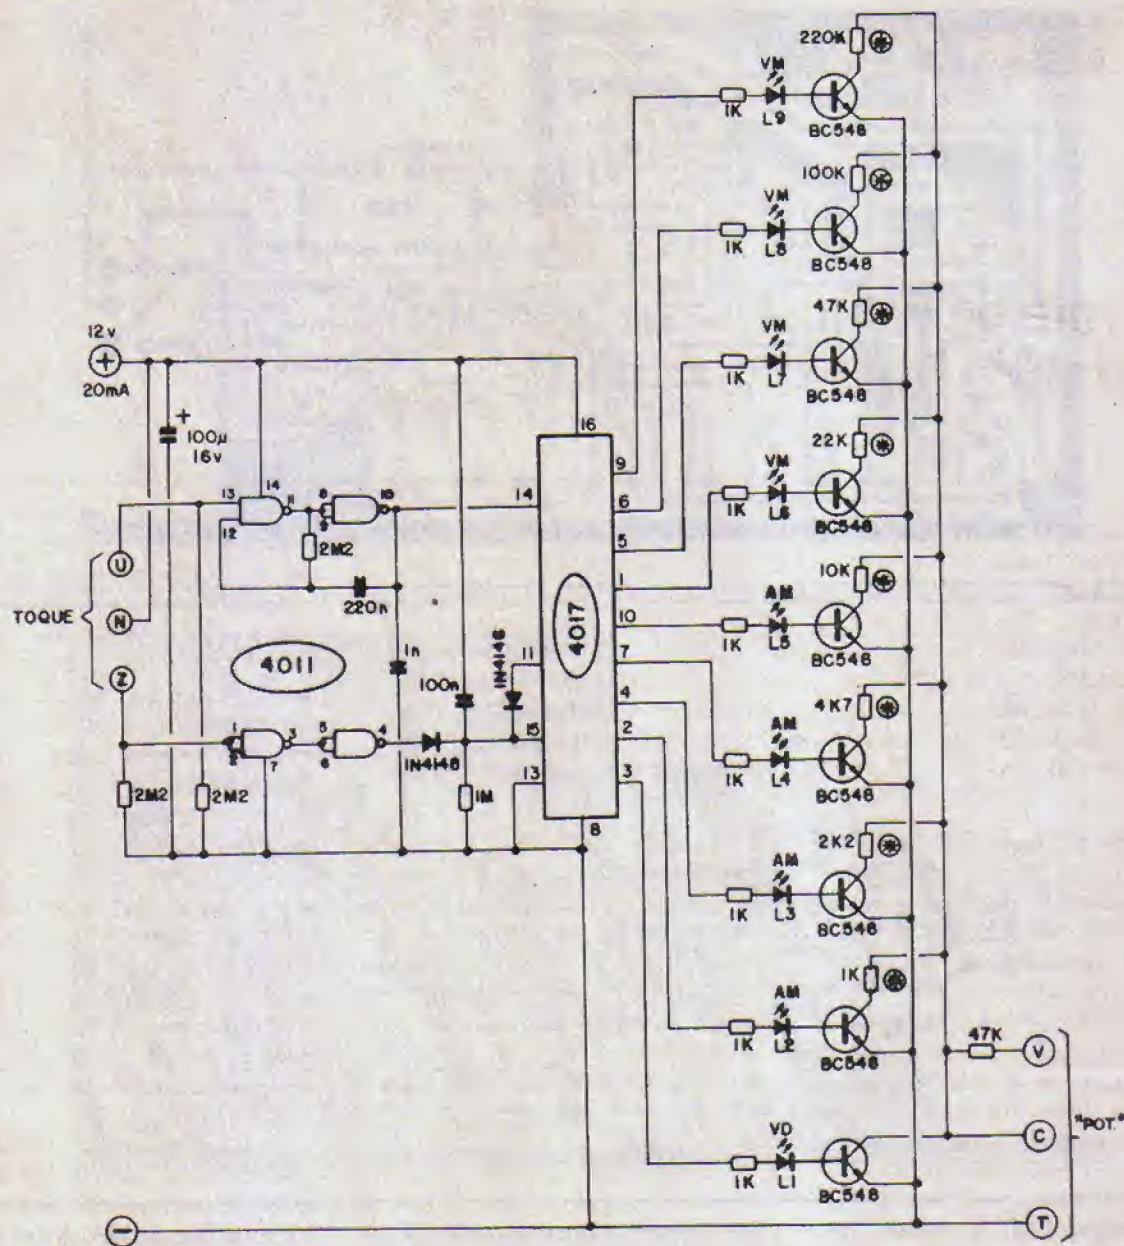 220K
VM
1K
L9
BC548
100K
VM
1K
L8
BC548
47K
VM
1K
L7
BC548
22K
VM
1K
L6
BC548
10K
AM
1K
L5
BC548
4K7
AM
1K
L4
BC548
2K2
AM
1K
L3
BC548
1K
AM
1K
L2
BC548
VD
1K
L1
BC548
47K
V
C
T
"POT."
12v
+
20mA
+
100µ
16v
13
14
12
11
8
9
10
2M2
220n
TOQUE
U
N
Z
4011
1n
100n
1N4148
1
2
3
7
5
6
4
1N4148
2M2
2M2
1M
16
14
11
15
13
8
4017
9
6
5
1
10
7
4
2
3
−